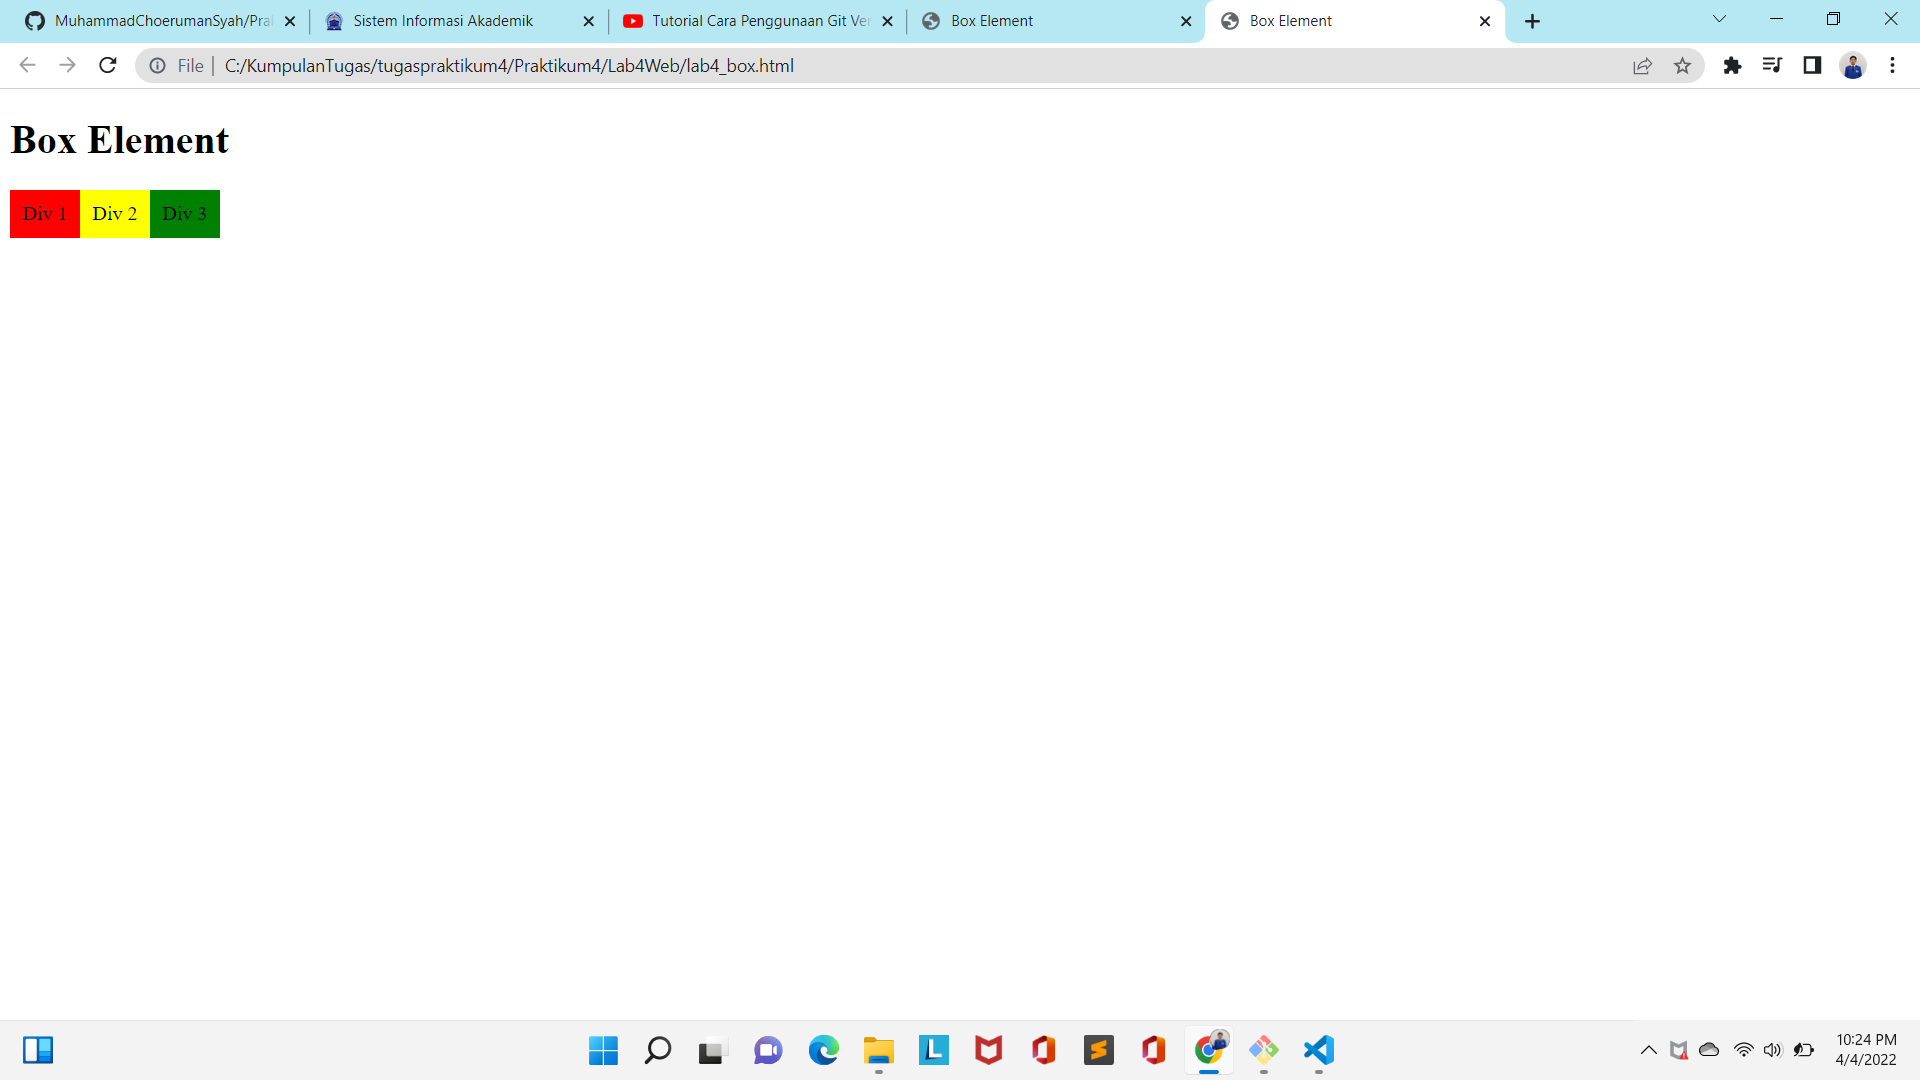 MuhammadChoerumanSyah/Pra
Sistem Informasi Akademik
Tutorial Cara Penggunaan Git Ver
Box Element
Box Element
File
C:/KumpulanTugas/tugaspraktikum4/Praktikum4/Lab4Web/lab4_box.html
Box Element
Div 1 Div 2 Div 3
10:24 PM
4/4/2022